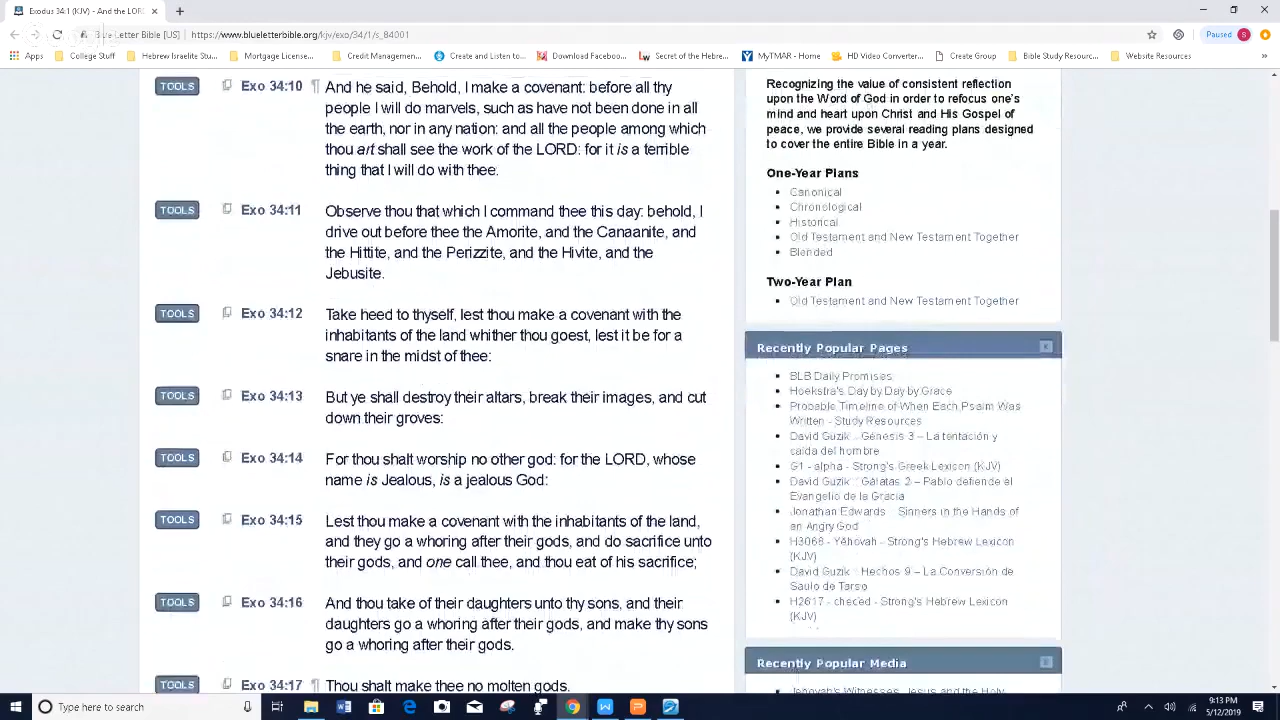 Exodus 34:1 (KJV) - And the LOR
Letter Bible [US] | https://www.blueletterbible.org/kjv/exo/34/1/s_84001
Paused
Apps
Calendar
Hebrew Israelite Stu...
Mortgage License...
Credit Managemen...
Create and Listen to...
Download Faceboo...
Secret of the Hebre...
MyTMAR - Home
HD Video Converter...
Create Group
Bible Study Resourc...
Website Resources
TOOLS Exo 34:10 ¶ And he said, Behold, I make a covenant: before all thy
people I will do marvels, such as have not been done in all
the earth, nor in any nation: and all the people among which
thou art shall see the work of the LORD: for it is a terrible
thing that I will do with thee.
TOOLS Exo 34:11 Observe thou that which I command thee this day: behold, I
drive out before thee the Amorite, and the Canaanite, and
the Hittite, and the Perizzite, and the Hivite, and the
Jebusite.
TOOLS Exo 34:12 Take heed to thyself, lest thou make a covenant with the
inhabitants of the land whither thou goest, lest it be for a
snare in the midst of thee:
TOOLS Exo 34:13 But ye shall destroy their altars, break their images, and cut
down their groves:
TOOLS Exo 34:14 For thou shalt worship no other god: for the LORD, whose
name is Jealous, is a jealous God:
TOOLS Exo 34:15 Lest thou make a covenant with the inhabitants of the land,
and they go a whoring after their gods, and do sacrifice unto
their gods, and one call thee, and thou eat of his sacrifice;
TOOLS Exo 34:16 And thou take of their daughters unto thy sons, and their
daughters go a whoring after their gods, and make thy sons
go a whoring after their gods.
TOOLS Exo 34:17 ¶ Thou shalt make thee no molten gods.
Recognizing the value of consistent reflection
upon the Word of God in order to refocus one's
mind and heart upon Christ and His Gospel of
peace, we provide several reading plans designed
to cover the entire Bible in a year.
One-Year Plans
Canonical
Chronological
Historical
Old Testament and New Testament Together
Blended
Two-Year Plan
Old Testament and New Testament Together
Recently Popular Pages
BLB Daily Promises
Hoekstra's Day by Day by Grace
Probable Timeline of When Each Psalm Was
Written - Study Resources
David Guzik - Génesis 3 – La tentación y
caída del hombre
G1 - alpha - Strong's Greek Lexicon (KJV)
David Guzik - Gálatas 2 – Pablo defiende el
Evangelio de la Gracia
Jonathan Edwards - Sinners in the Hands of
an Angry God
H3068 - Yĕhovah - Strong's Hebrew Lexicon
(KJV)
David Guzik - Hechos 9 – La Conversión de
Saulo de Tarso
H2617 - checed - Strong's Hebrew Lexicon
(KJV)
Recently Popular Media
Jehovah's Witnesses, Jesus and the Holy
Type here to search
9:13 PM
5/12/2019